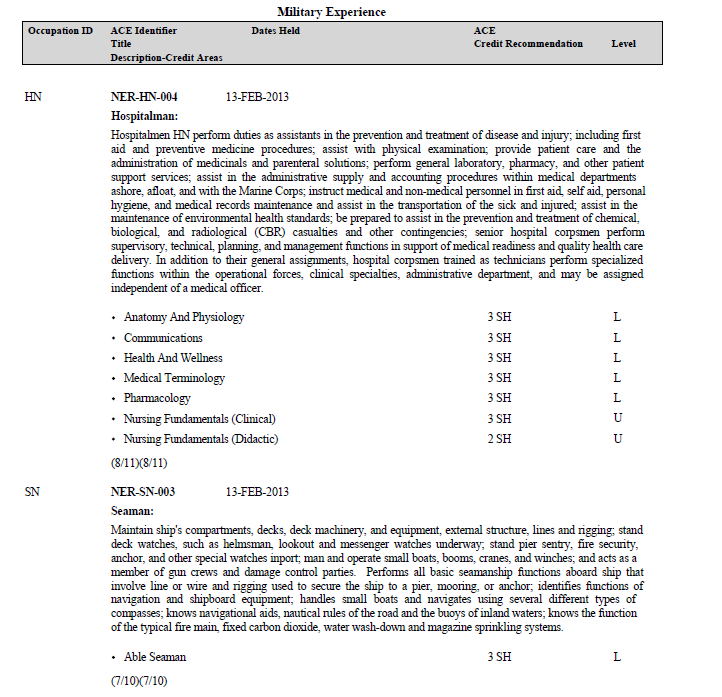 Military Experience
Occupation ID ACE Identifier Dates Held ACE
Title Credit Recommendation Level
Description-Credit Areas
HN NER-HN-004 13-FEB-2013
Hospitalman:
Hospitalmen HN perform duties as assistants in the prevention and treatment of disease and injury; including first
aid and preventive medicine procedures; assist with physical examination; provide patient care and the
administration of medicinals and parenteral solutions; perform general laboratory, pharmacy, and other patient
support services; assist in the administrative supply and accounting procedures within medical departments
ashore, afloat, and with the Marine Corps; instruct medical and non-medical personnel in first aid, self aid, personal
hygiene, and medical records maintenance and assist in the transportation of the sick and injured; assist in the
maintenance of environmental health standards; be prepared to assist in the prevention and treatment of chemical,
biological, and radiological (CBR) casualties and other contingencies; senior hospital corpsmen perform
supervisory, technical, planning, and management functions in support of medical readiness and quality health care
delivery. In addition to their general assignments, hospital corpsmen trained as technicians perform specialized
functions within the operational forces, clinical specialties, administrative department, and may be assigned
independent of a medical officer.
• Anatomy And Physiology 3 SH L
• Communications 3 SH L
• Health And Wellness 3 SH L
• Medical Terminology 3 SH L
• Pharmacology 3 SH L
• Nursing Fundamentals (Clinical) 3 SH U
• Nursing Fundamentals (Didactic) 2 SH U
(8/11)(8/11)
SN NER-SN-003 13-FEB-2013
Seaman:
Maintain ship's compartments, decks, deck machinery, and equipment, external structure, lines and rigging; stand
deck watches, such as helmsman, lookout and messenger watches underway; stand pier sentry, fire security,
anchor, and other special watches inport; man and operate small boats, booms, cranes, and winches; and acts as a
member of gun crews and damage control parties. Performs all basic seamanship functions aboard ship that
involve line or wire and rigging used to secure the ship to a pier, mooring, or anchor; identifies functions of
navigation and shipboard equipment; handles small boats and navigates using several different types of
compasses; knows navigational aids, nautical rules of the road and the buoys of inland waters; knows the function
of the typical fire main, fixed carbon dioxide, water wash-down and magazine sprinkling systems.
• Able Seaman 3 SH L
(7/10)(7/10)